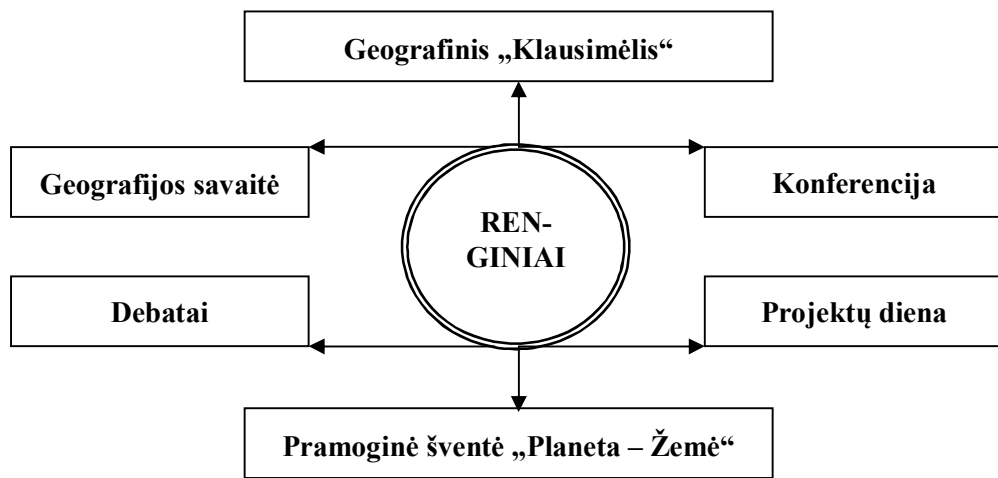 Geografinis „Klausimėlis“
Geografijos savaitė
Konferencija
REN-
GINIAI
Debatai
Projektų diena
Pramoginė šventė „Planeta – Žemė“